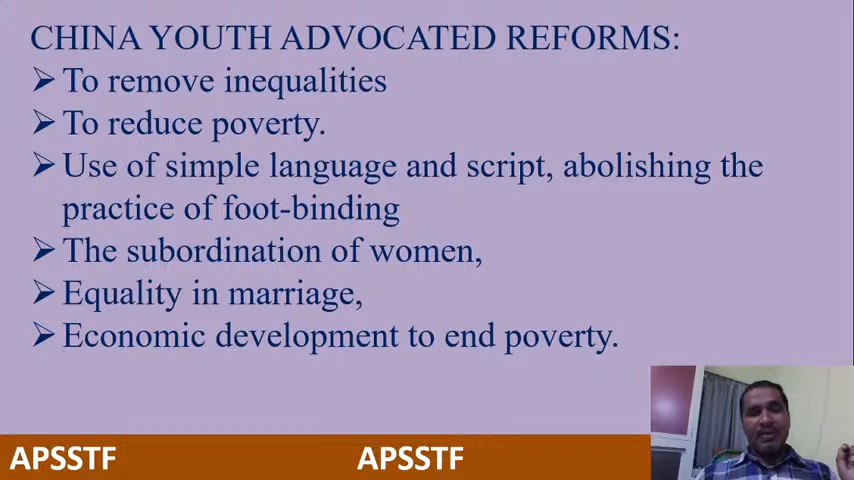 CHINA YOUTH ADVOCATED REFORMS:
➢ To remove inequalities
➢ To reduce poverty.
➢ Use of simple language and script, abolishing the
practice of foot-binding
➢ The subordination of women,
➢ Equality in marriage,
➢ Economic development to end poverty.
APSSTF APSSTF